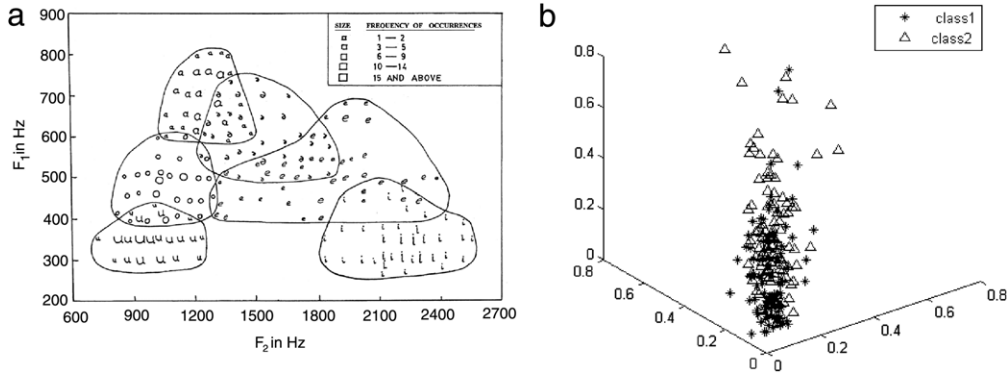 a
900
800
700
600
500
400
300
200
F1 in Hz
600 900 1200 1500 1800 2100 2400 2700
F2 in Hz
SIZE FREQUENCY OF OCCURRENCES
1 — 2
3 — 5
6 — 9
10 — 14
15 AND ABOVE
b
class1
class2
0.8
0.6
0.4
0.2
0
0.8
0.6
0.4
0.2
0
0
0.2
0.4
0.6
0.8